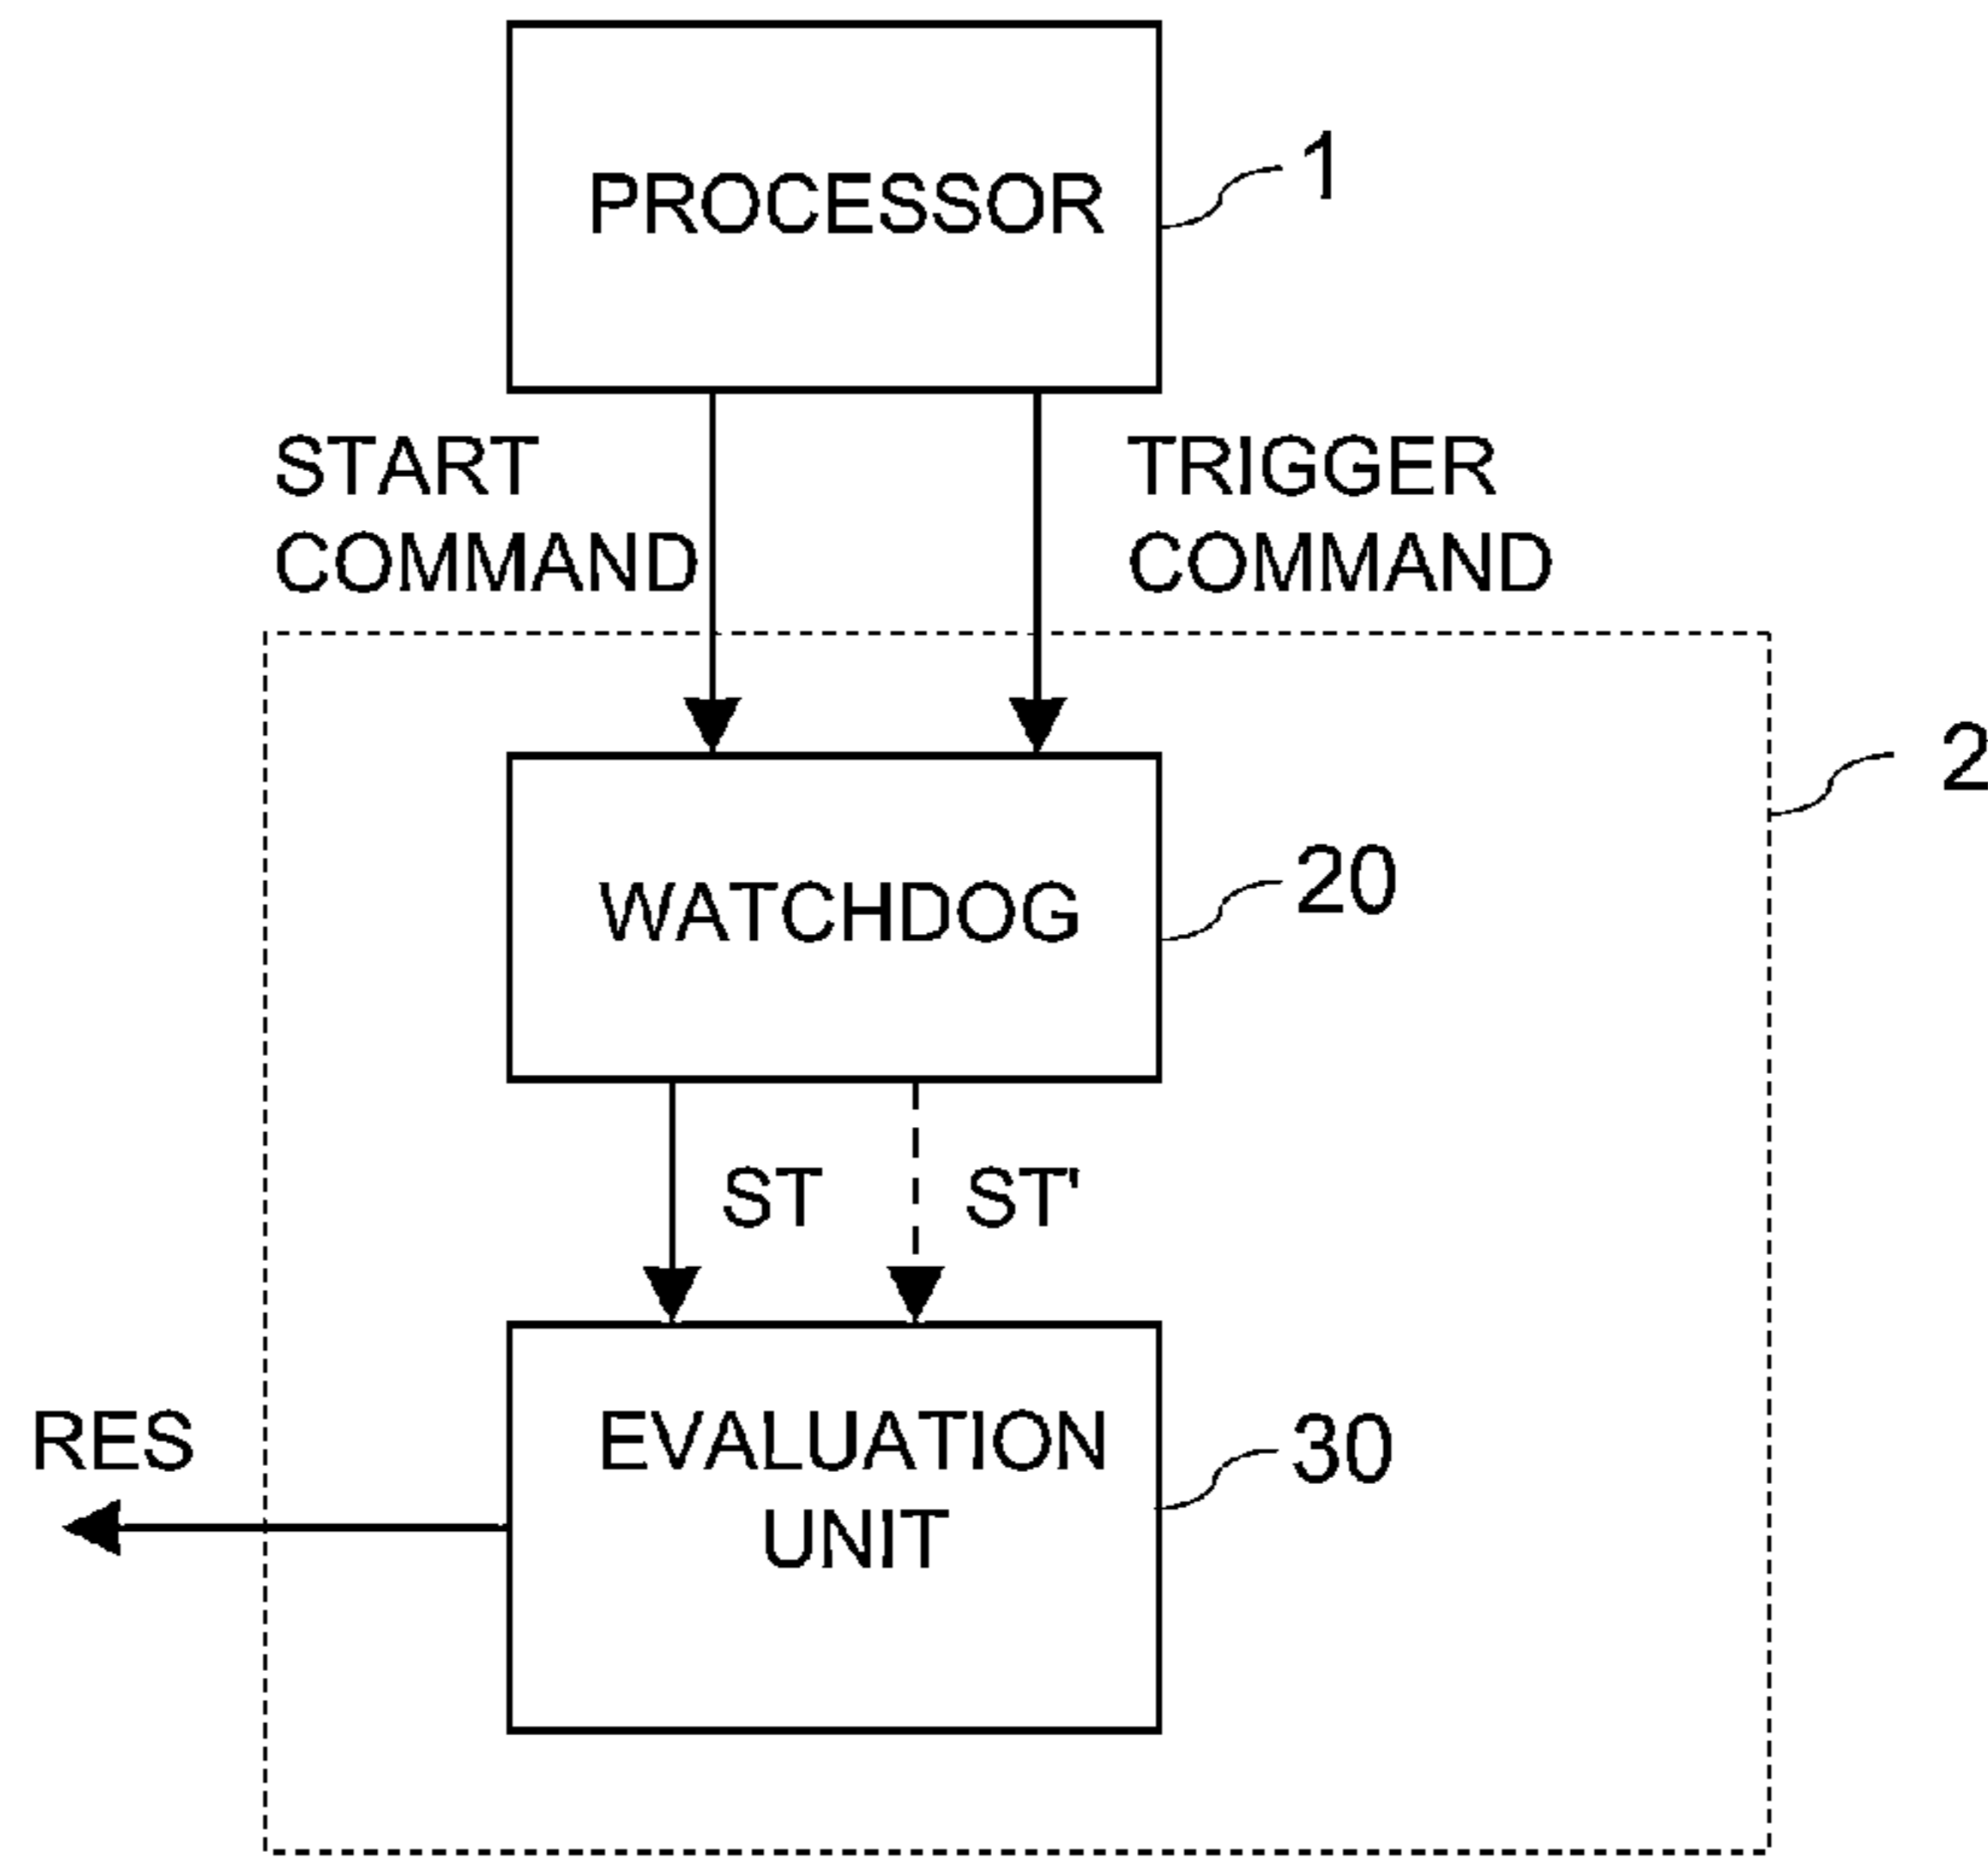 PROCESSOR
1
START
COMMAND
TRIGGER
COMMAND
2
WATCHDOG
20
ST
ST'
EVALUATION
UNIT
30
RES